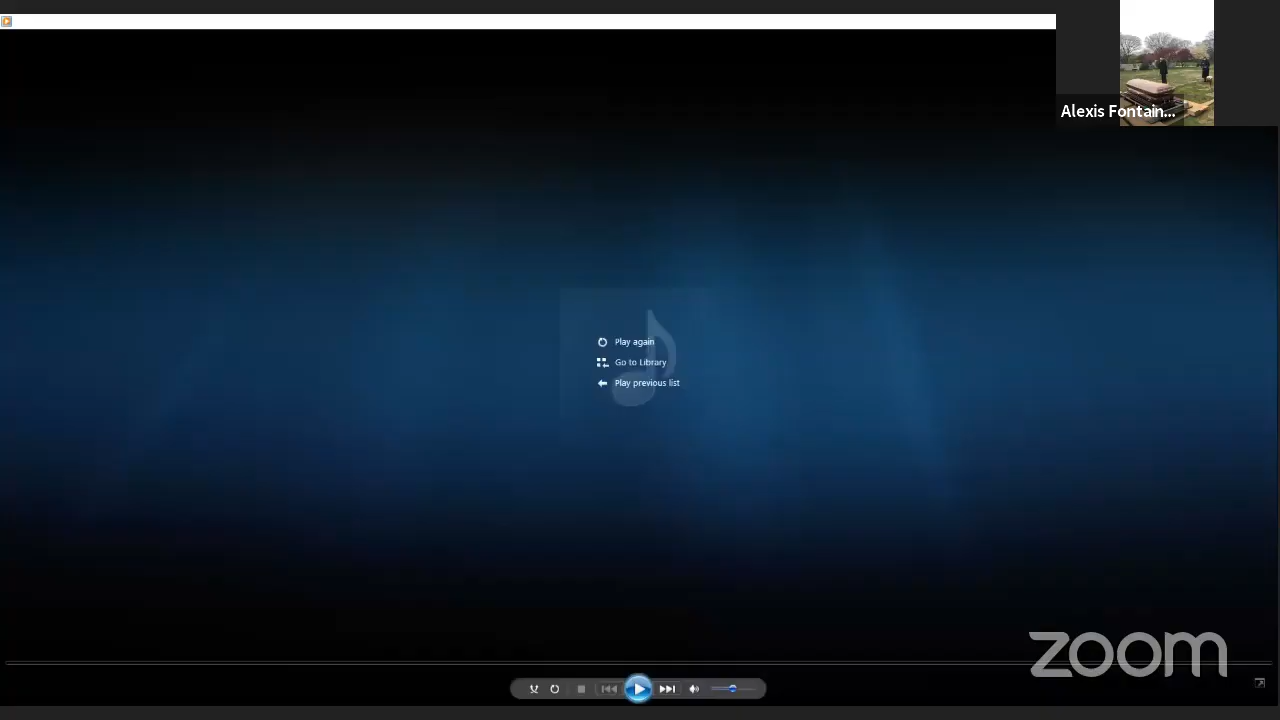 Alexis Fontain...
Play again
Go to Library
Play previous list
zoom